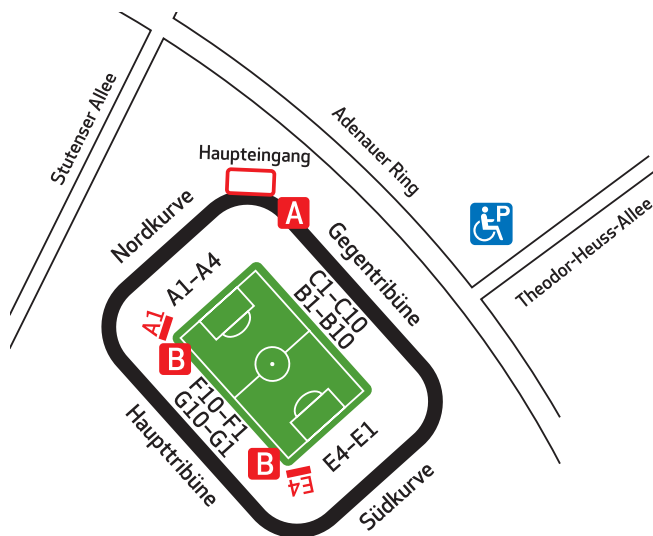 Stutenser Allee
Adenauer Ring
Haupteingang
P
Theodor-Heuss-Allee
A
Nordkurve
Gegentribüne
A1–A4
C1–C10
B1–B10
A1
B
F10–F1
G10–G1
Haupttribüne
B
E4
E4–E1
Südkurve